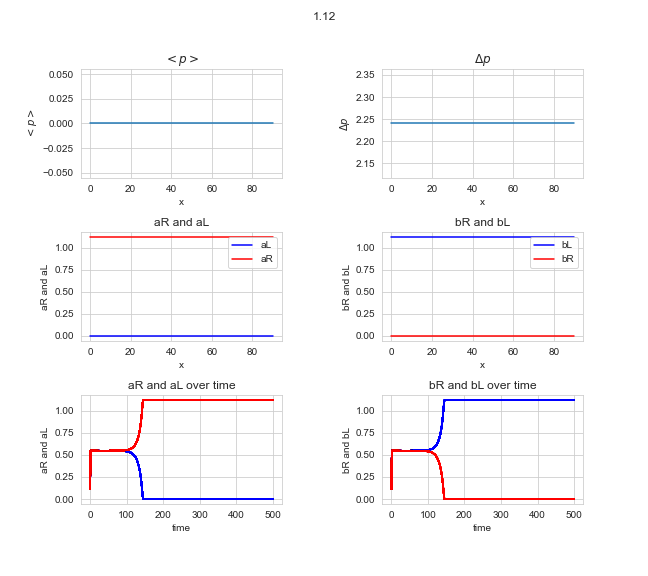 1.12
< p >
Δp
0.050
0.025
0.000
−0.025
−0.050
< p >
0 20 40 60 80
x
2.35
2.30
2.25
2.20
2.15
Δp
0 20 40 60 80
x
aR and aL
bR and bL
1.00
0.75
0.50
0.25
0.00
aR and aL
aL
aR
0 20 40 60 80
x
1.00
0.75
0.50
0.25
0.00
bR and bL
bL
bR
0 20 40 60 80
x
aR and aL over time
bR and bL over time
1.00
0.75
0.50
0.25
0.00
aR and aL
0 100 200 300 400 500
time
1.00
0.75
0.50
0.25
0.00
bR and bL
0 100 200 300 400 500
time